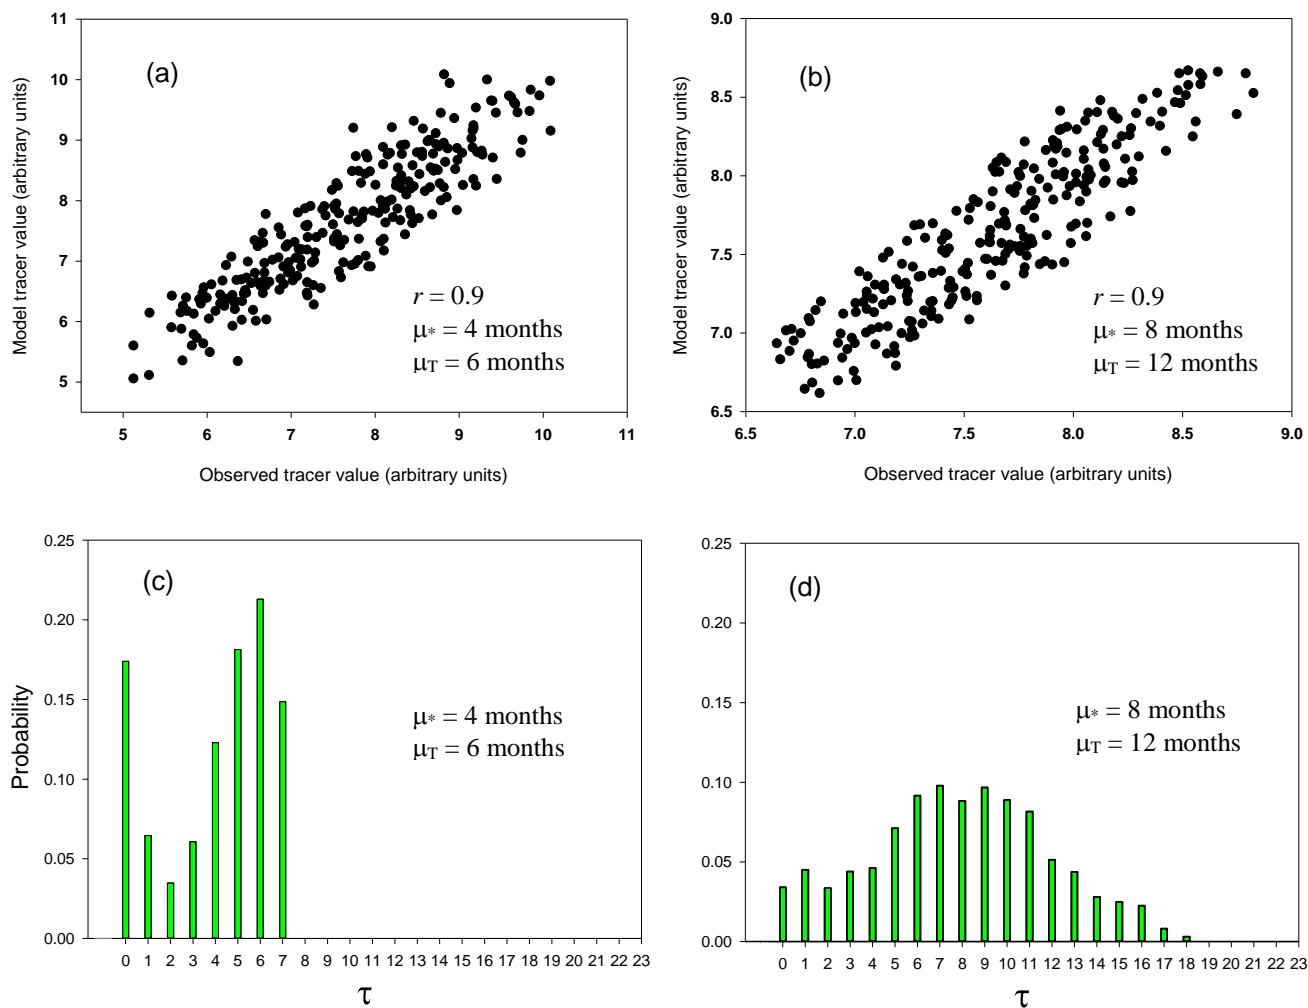 11
10
9
8
7
6
5
Model tracer value (arbitrary units)
(a)
r = 0.9
μ* = 4 months
μT = 6 months
5 6 7 8 9 10 11
Observed tracer value (arbitrary units)
9.0
8.5
8.0
7.5
7.0
6.5
Model tracer value (arbitrary units)
(b)
r = 0.9
μ* = 8 months
μT = 12 months
6.5 7.0 7.5 8.0 8.5 9.0
Observed tracer value (arbitrary units)
0.25
0.20
0.15
0.10
0.05
0.00
Probability
(c)
μ* = 4 months
μT = 6 months
0 1 2 3 4 5 6 7 8 9 10 11 12 13 14 15 16 17 18 19 20 21 22 23
τ
0.25
0.20
0.15
0.10
0.05
0.00
(d)
μ* = 8 months
μT = 12 months
0 1 2 3 4 5 6 7 8 9 10 11 12 13 14 15 16 17 18 19 20 21 22 23
τ